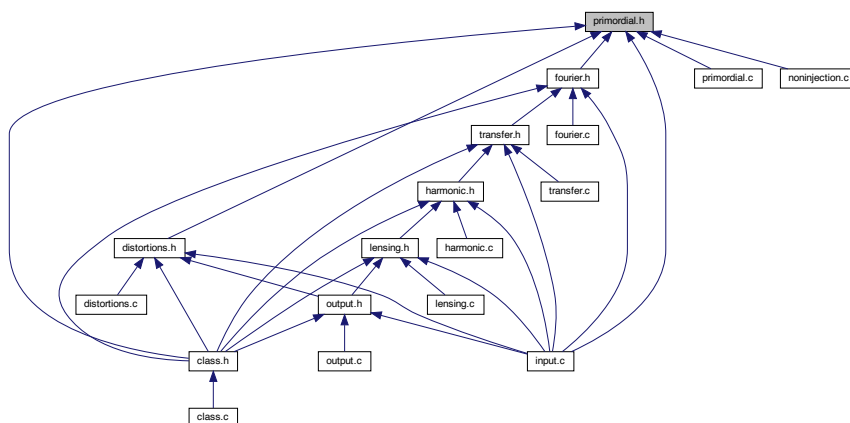 primordial.h
fourier.h
primordial.c
noninjection.c
transfer.h
fourier.c
harmonic.h
transfer.c
distortions.h
lensing.h
harmonic.c
distortions.c
output.h
lensing.c
class.h
output.c
input.c
class.c